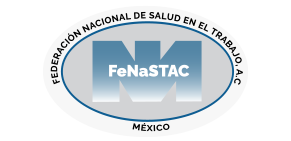 FEDERACIÓN NACIONAL DE SALUD EN EL TRABAJO, A.C
FeNaSTAC
MÉXICO